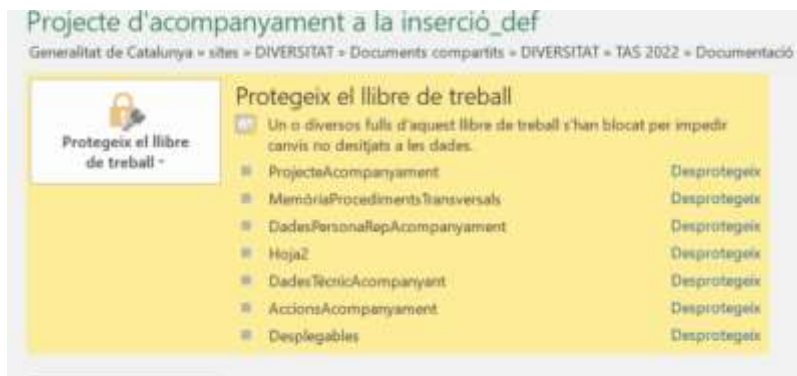 Projecte d'acompanyament a la inserció_def
Generalitat de Catalunya » sites » DIVERSITAT » Documents compartits » DIVERSITAT » TAS 2022 » Documentació
Protegeix el llibre de treball
Protegeix el llibre
de treball
Un o diversos fulls d'aquest llibre de treball s'han blocat per impedir
canvis no desitjats a les dades.
ProjecteAcompanyament Desprotegeix
MemòriaProcedimentsTransversals Desprotegeix
DadesPersonaRepAcompanyament Desprotegeix
Hoja2 Desprotegeix
DadesTècnicAcompanyant Desprotegeix
AccionsAcompanyament Desprotegeix
Desplegables Desprotegeix